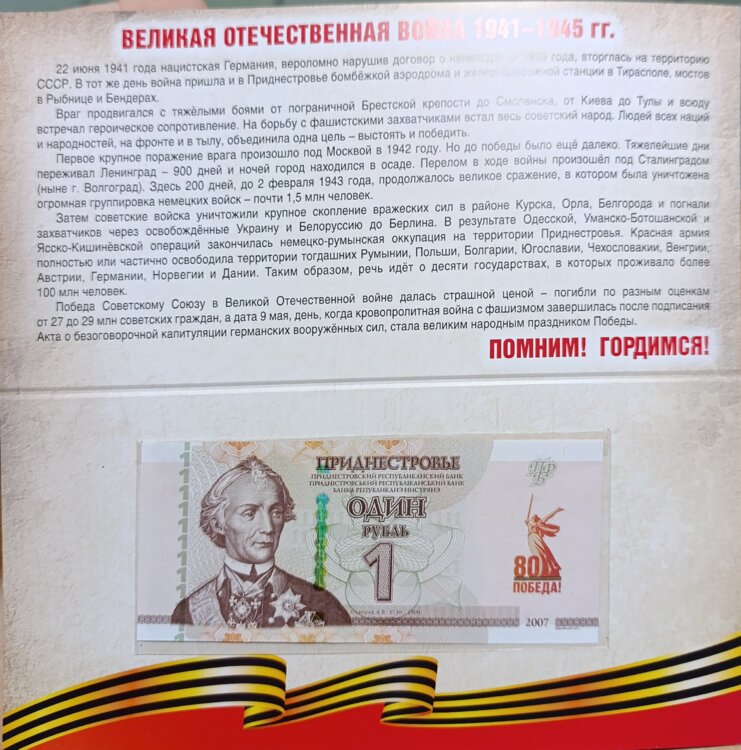 ВЕЛИКАЯ ОТЕЧЕСТВЕННАЯ ВОЙНА 1941–1945 гг.
22 июня 1941 года нацистская Германия, вероломно нарушив договор о ненападении 1939 года, вторглась на территорию
СССР. В тот же день война пришла и в Приднестровье бомбёжкой аэродрома и железнодорожной станции в Тирасполе, мостов
в Рыбнице и Бендерах.
Враг продвигался с тяжёлыми боями от пограничной Брестской крепости до Смоленска, от Киева до Тулы и всюду
встречал героическое сопротивление. На борьбу с фашистскими захватчиками встал весь советский народ. Людей всех наций
и народностей, на фронте и в тылу, объединила одна цель – выстоять и победить.
Первое крупное поражение врага произошло под Москвой в 1942 году. Но до победы было ещё далеко. Тяжелейшие дни
переживал Ленинград – 900 дней и ночей город находился в осаде. Перелом в ходе войны произошёл под Сталинградом
(ныне г. Волгоград). Здесь 200 дней, до 2 февраля 1943 года, продолжалось великое сражение, в котором была уничтожена
огромная группировка немецких войск – почти 1,5 млн человек.
Затем советские войска уничтожили крупное скопление вражеских сил в районе Курска, Орла, Белгорода и погнали
захватчиков через освобождённые Украину и Белоруссию до Берлина. В результате Одесской, Уманско-Ботошанской и
Ясско-Кишинёвской операций закончилась немецко-румынская оккупация на территории Приднестровья. Красная армия
полностью или частично освободила территории тогдашних Румынии, Польши, Болгарии, Югославии, Чехословакии, Венгрии,
Австрии, Германии, Норвегии и Дании. Таким образом, речь идёт о десяти государствах, в которых проживало более
100 млн человек.
Победа Советскому Союзу в Великой Отечественной войне далась страшной ценой – погибли по разным оценкам
от 27 до 29 млн советских граждан, а дата 9 мая, день, когда кровопролитная война с фашизмом завершилась после подписания
Акта о безоговорочной капитуляции германских вооружённых сил, стала великим народным праздником Победы.
ПОМНИМ! ГОРДИМСЯ!
ПРИДНЕСТРОВЬЕ
ПРИДНЕСТРОВСКИЙ РЕСПУБЛИКАНСКИЙ БАНК
ПРИДНІСТРОВСЬКИЙ РЕСПУБЛІКАНСЬКИЙ БАНК
БАНКА РЕПУБЛИКАНЭ НИСТРЯНЭ
ОДИН
РУБЛЬ
1
ПРБ
80
ПОБЕДА!
Суворов А.В. 1730–1800
2007